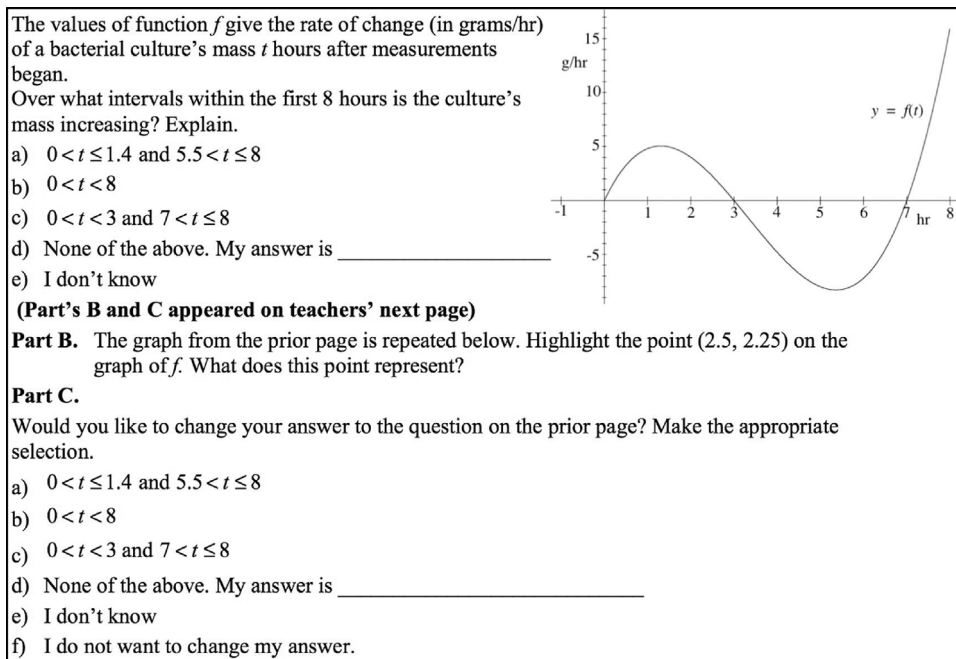 The values of function f give the rate of change (in grams/hr)
of a bacterial culture's mass t hours after measurements
began.
Over what intervals within the first 8 hours is the culture's
mass increasing? Explain.
a) 0 < t ≤ 1.4 and 5.5 < t ≤ 8
b) 0 < t < 8
c) 0 < t < 3 and 7 < t ≤ 8
d) None of the above. My answer is
e) I don't know
15
g/hr
10
y = f(t)
5
-1 1 2 3 4 5 6 7 hr 8
-5
(Part's B and C appeared on teachers' next page)
Part B. The graph from the prior page is repeated below. Highlight the point (2.5, 2.25) on the
graph of f. What does this point represent?
Part C.
Would you like to change your answer to the question on the prior page? Make the appropriate
selection.
a) 0 < t ≤ 1.4 and 5.5 < t ≤ 8
b) 0 < t < 8
c) 0 < t < 3 and 7 < t ≤ 8
d) None of the above. My answer is
e) I don't know
f) I do not want to change my answer.